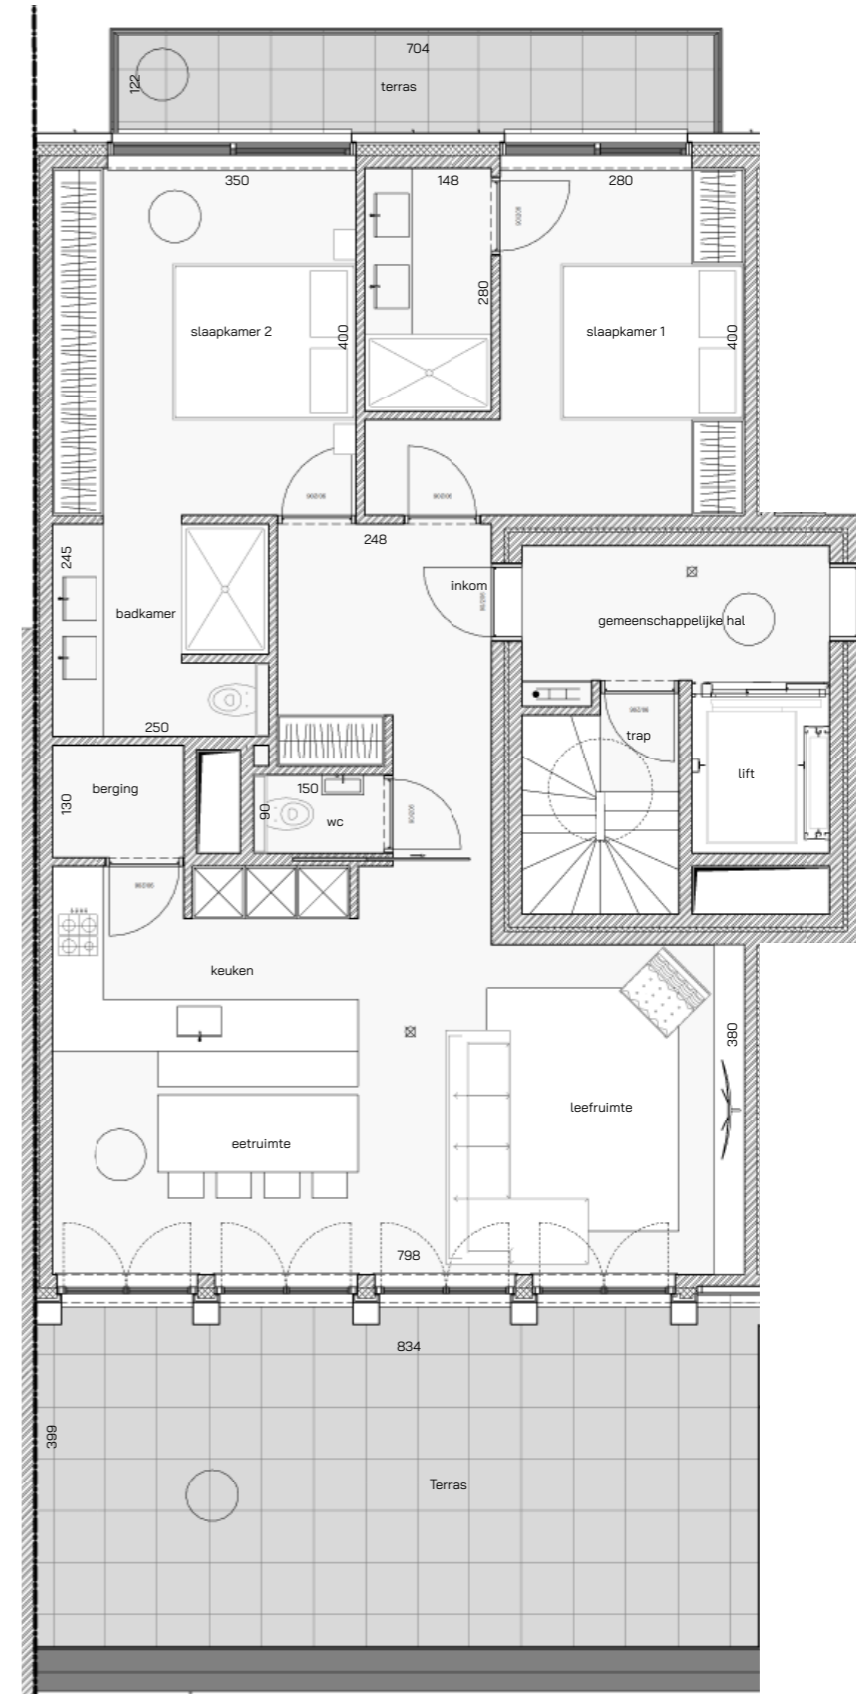 704
122
terras
350
148
280
280
slaapkamer 2
400
slaapkamer 1
400
248
245
inkom
badkamer
gemeenschappelijke hal
250
trap
lift
berging
130
150
90
wc
keuken
380
leefruimte
eetruimte
798
834
399
Terras